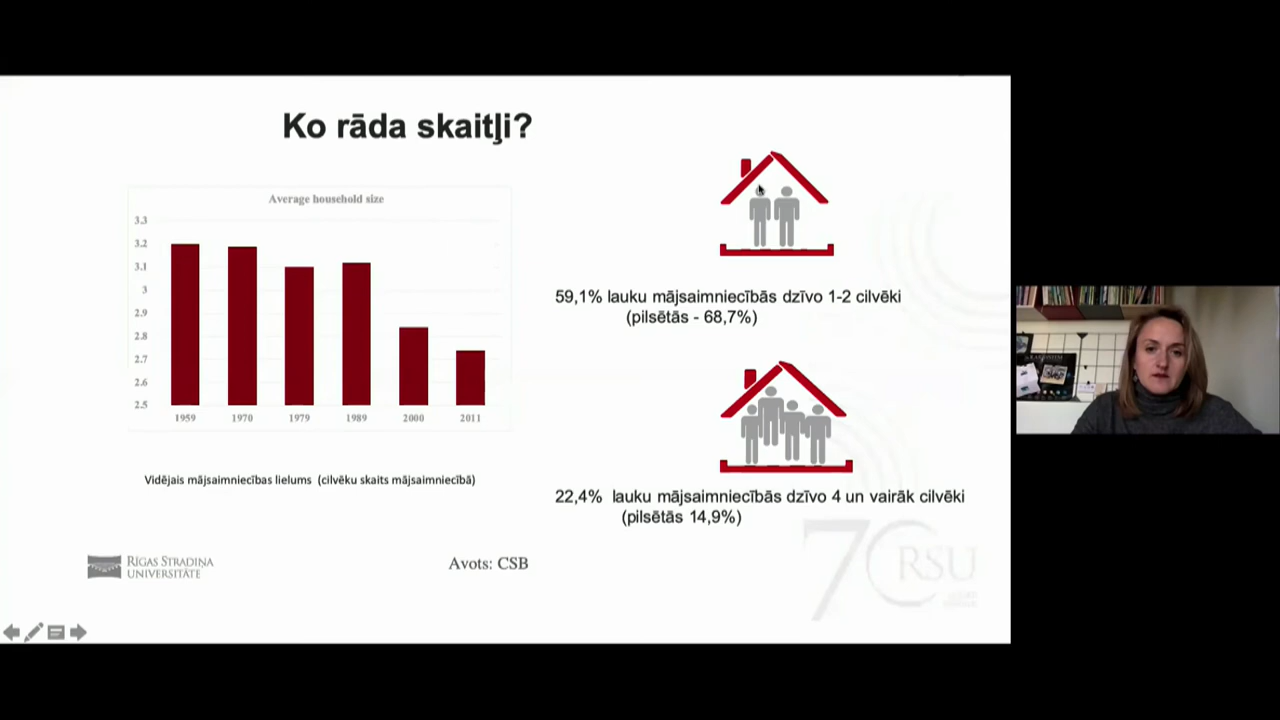 Ko rāda skaitļi?
Average household size
3.3
3.2
3.1
3
2.9
2.8
2.7
2.6
2.5
1959 1970 1979 1989 2000 2011
Vidējais mājsaimniecības lielums (cilvēku skaits mājsaimniecībā)
59,1% lauku mājsaimniecībās dzīvo 1-2 cilvēki
(pilsētās - 68,7%)
22,4% lauku mājsaimniecībās dzīvo 4 un vairāk cilvēki
(pilsētās 14,9%)
RĪGAS STRADIŅA
UNIVERSITĀTE
Avots: CSB
70 RSU